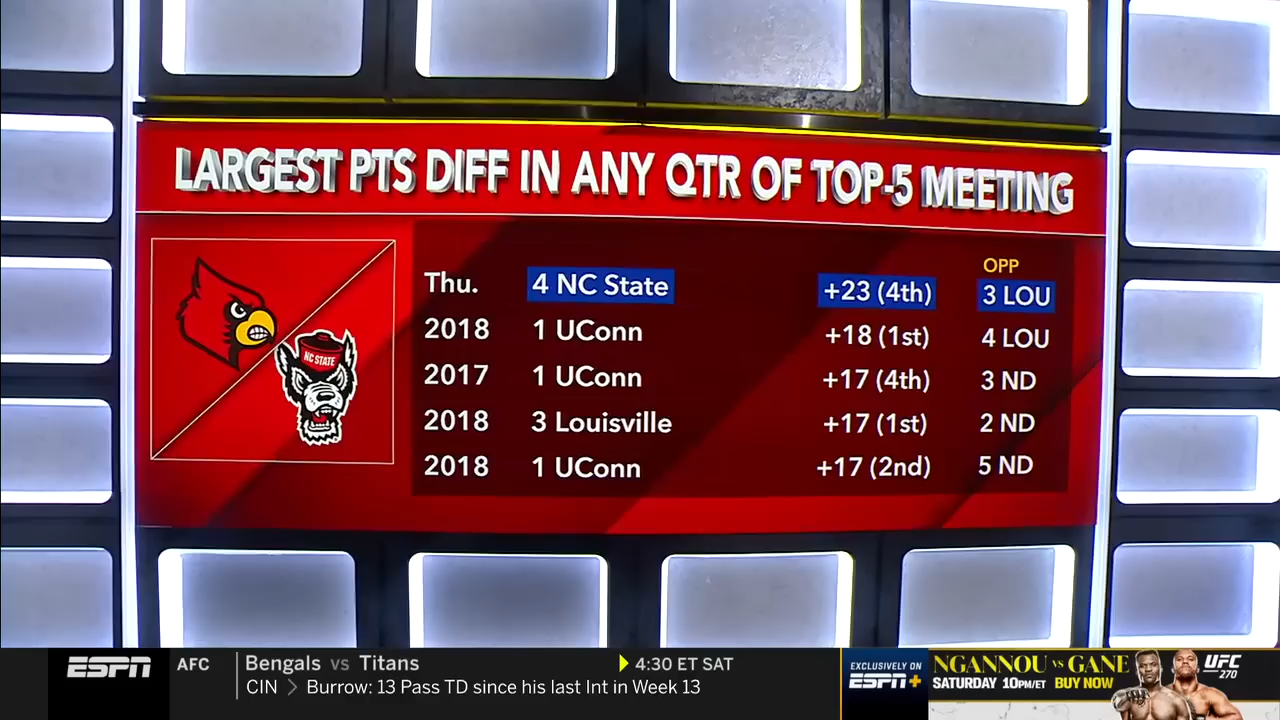 LARGEST PTS DIFF IN ANY QTR OF TOP-5 MEETING
OPP
Thu. 4 NC State +23 (4th) 3 LOU
2018 1 UConn +18 (1st) 4 LOU
2017 1 UConn +17 (4th) 3 ND
2018 3 Louisville +17 (1st) 2 ND
2018 1 UConn +17 (2nd) 5 ND
NC STATE
ESPN AFC Bengals vs Titans 4:30 ET SAT
CIN > Burrow: 13 Pass TD since his last Int in Week 13
EXCLUSIVELY ON
ESPN+
NGANNOU VS GANE
SATURDAY 10PM/ET BUY NOW
UFC
270